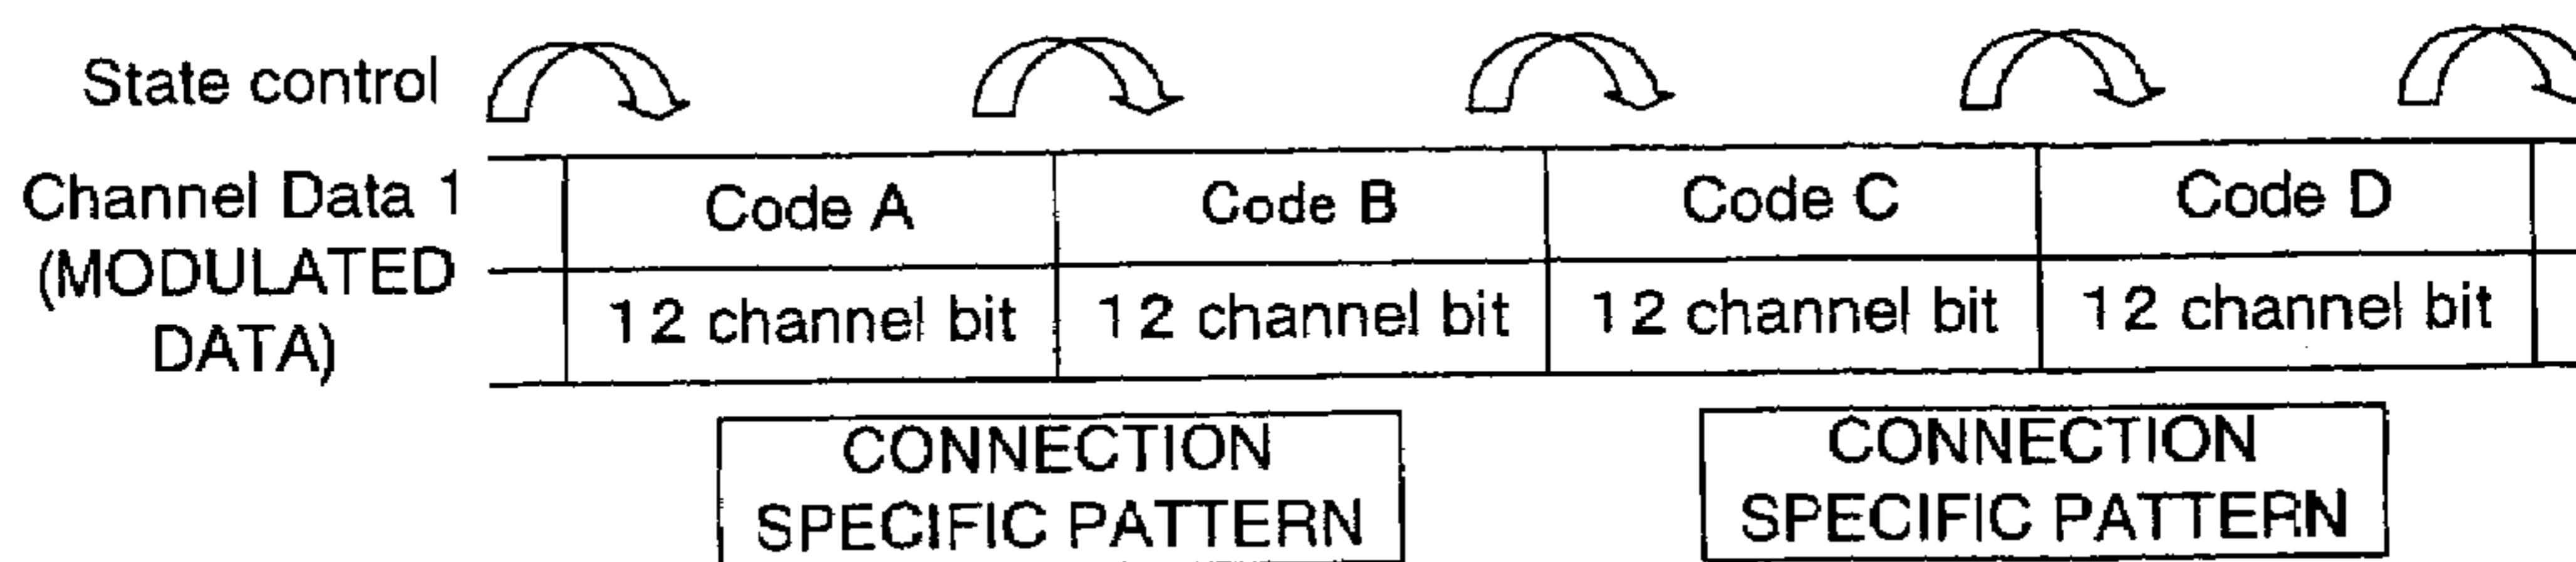 State control
Channel Data 1
(MODULATED
DATA)
Code A Code B Code C Code D
12 channel bit 12 channel bit 12 channel bit 12 channel bit
CONNECTION
SPECIFIC PATTERN
CONNECTION
SPECIFIC PATTERN